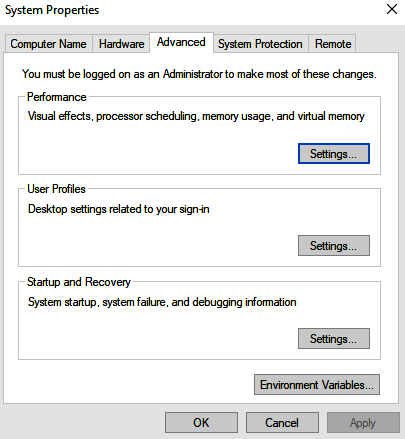 System Properties
Computer Name Hardware Advanced System Protection Remote
You must be logged on as an Administrator to make most of these changes.
Performance
Visual effects, processor scheduling, memory usage, and virtual memory
Settings...
User Profiles
Desktop settings related to your sign-in
Settings...
Startup and Recovery
System startup, system failure, and debugging information
Settings...
Environment Variables...
OK Cancel Apply